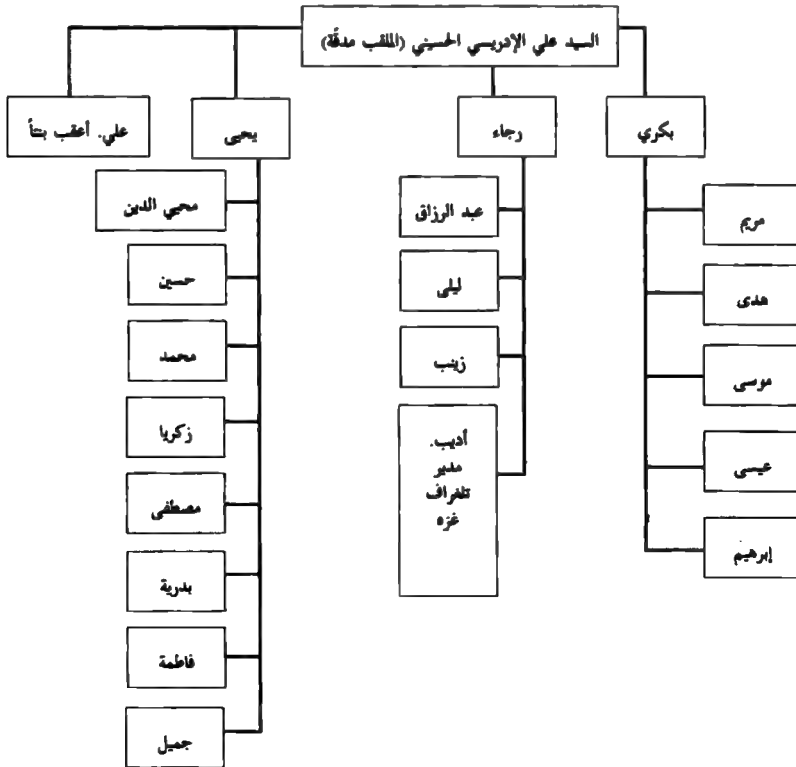 السيد علي الإدريسي الحسيني (الملقب مدقّة)
بكري
رجاء
يحيى
علي. أعقب بنتاً
مريم
هدى
موسى
عيسى
إبرهيم
عبد الرزاق
ليلى
زينب
أديب.
مدير
تلغراف
غزه
محيي الدين
حسين
محمد
زكريا
مصطفى
بدرية
فاطمة
جميل